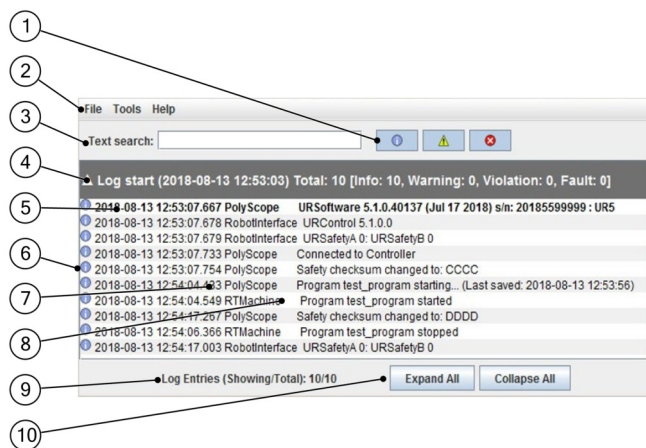 1
2
3
4
5
6
7
8
9
10
File Tools Help
Text search:
Log start (2018-08-13 12:53:03) Total: 10 [Info: 10, Warning: 0, Violation: 0, Fault: 0]
2018-08-13 12:53:07.667 PolyScope URSoftware 5.1.0.40137 (Jul 17 2018) s/n: 20185599999 : UR5
2018-08-13 12:53:07.678 RobotInterface URControl 5.1.0.0
2018-08-13 12:53:07.679 RobotInterface URSafetyA 0: URSafetyB 0
2018-08-13 12:53:07.733 PolyScope Connected to Controller
2018-08-13 12:53:07.754 PolyScope Safety checksum changed to: CCCC
2018-08-13 12:54:04.493 PolyScope Program test_program starting... (Last saved: 2018-08-13 12:53:56)
2018-08-13 12:54:04.549 RTMachine Program test_program started
2018-08-13 12:54:17.267 PolyScope Safety checksum changed to: DDDD
2018-08-13 12:54:06.366 RTMachine Program test_program stopped
2018-08-13 12:54:17.003 RobotInterface URSafetyA 0: URSafetyB 0
Log Entries (Showing/Total): 10/10
Expand All Collapse All